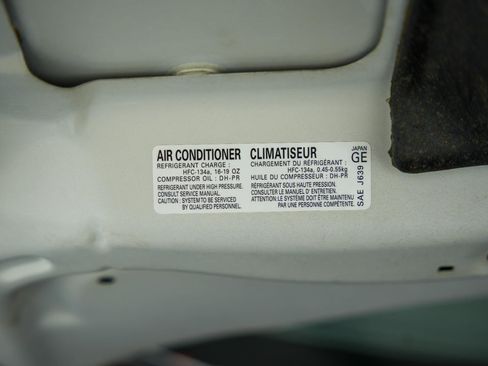 AIR CONDITIONER
REFRIGERANT CHARGE :
HFC-134a, 16-19 OZ
COMPRESSOR OIL : DH-PR
REFRIGERANT UNDER HIGH PRESSURE.
CONSULT SERVICE MANUAL.
CAUTION : SYSTEM TO BE SERVICED
BY QUALIFIED PERSONNEL.
CLIMATISEUR
CHARGEMENT DU RÉFRIGÉRANT :
HFC-134a, 0.45-0.55kg
HUILE DU COMPRESSEUR : DH-PR
REFRIGERANT SOUS HAUTE PRESSION.
CONSULTER LE MANUEL D' ENTRETIEN.
ATTENTION:LE SYSTÈME DOIT ÊTRE ENTRETENU
PAR UNE PERSONNE COMPÉTENTE.
JAPAN
GE
SAE J639